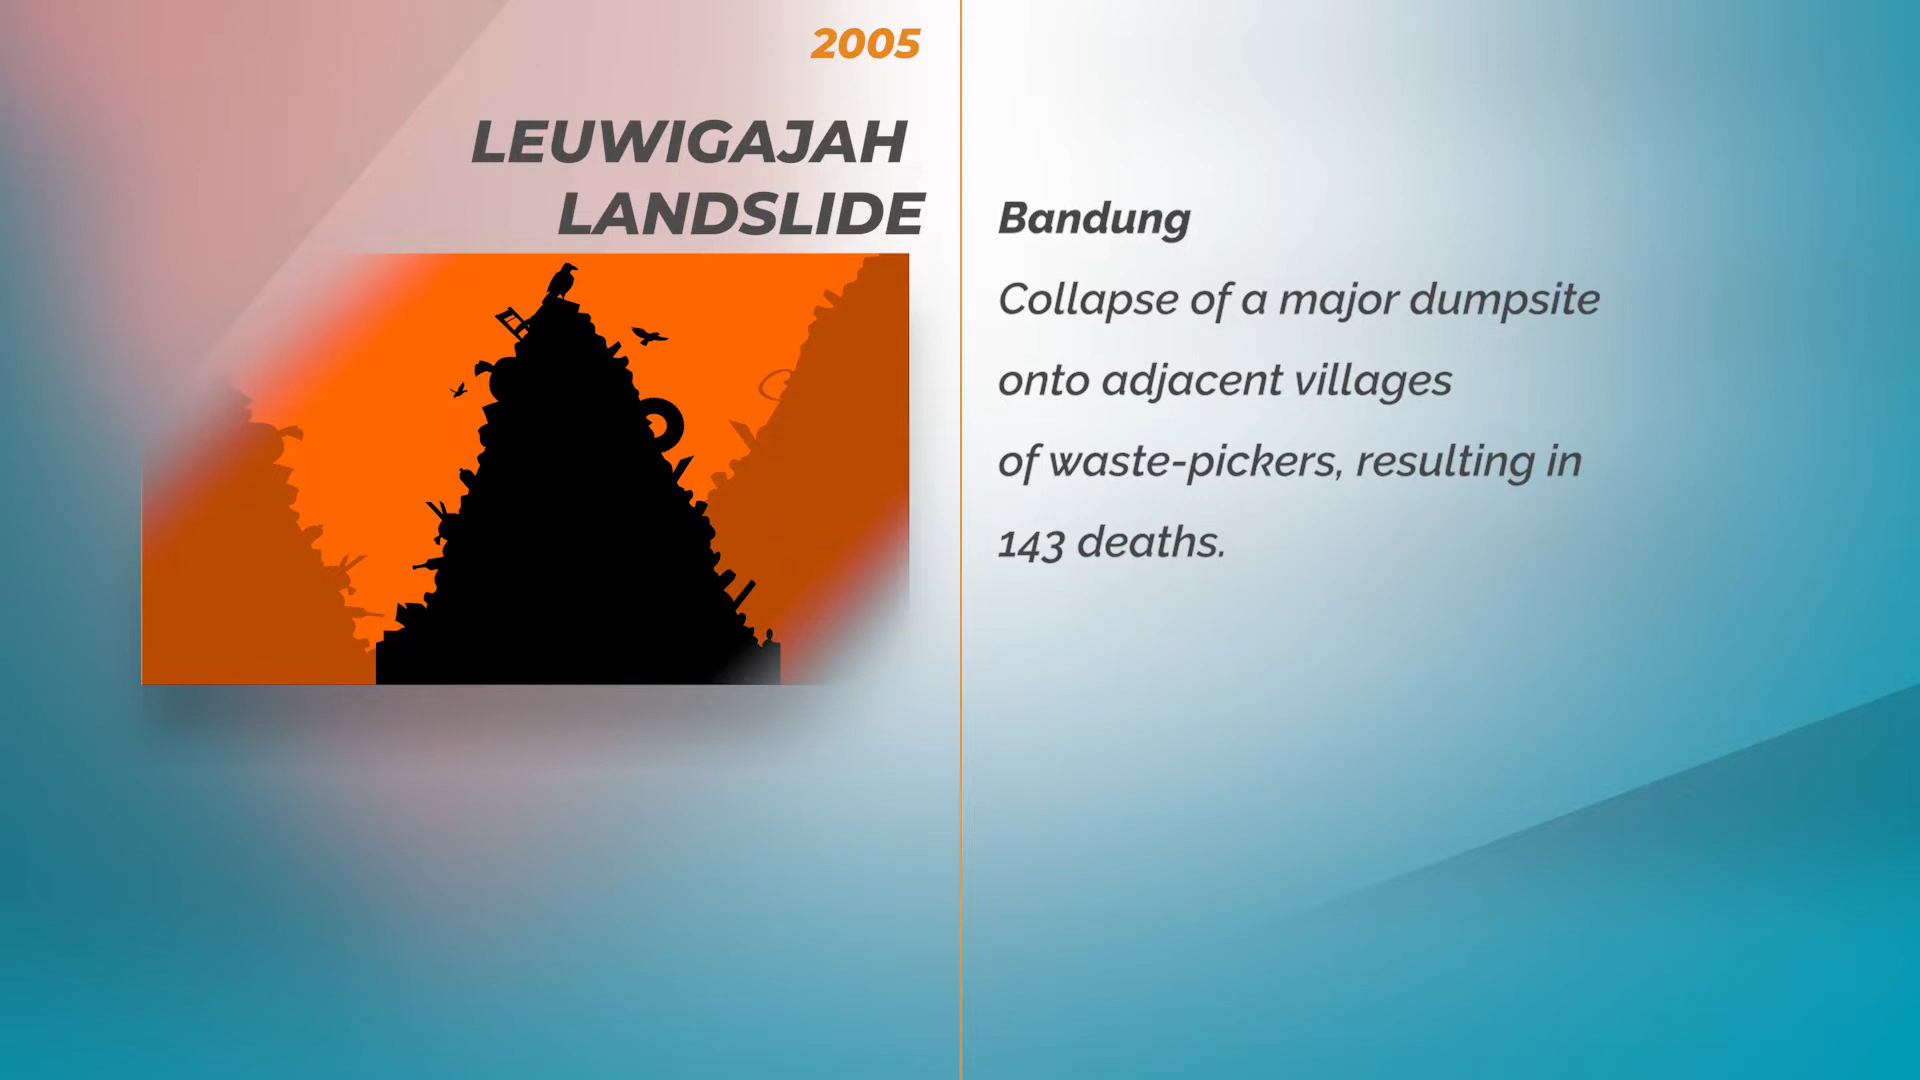 2005
LEUWIGAJAH
LANDSLIDE
Bandung
Collapse of a major dumpsite
onto adjacent villages
of waste-pickers, resulting in
143 deaths.